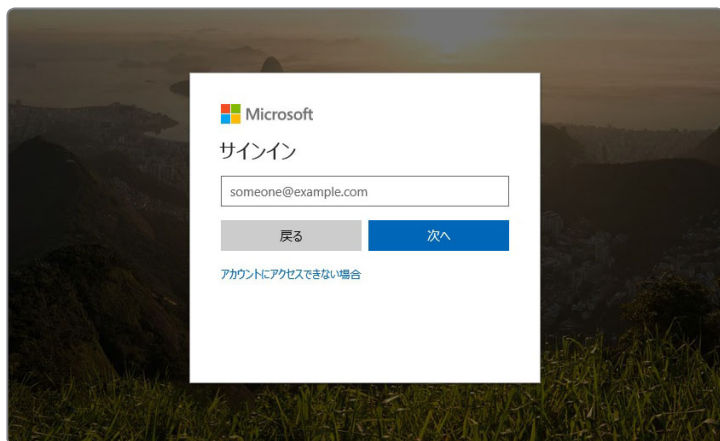 Microsoft
サインイン
someone@example.com
戻る 次へ
アカウントにアクセスできない場合